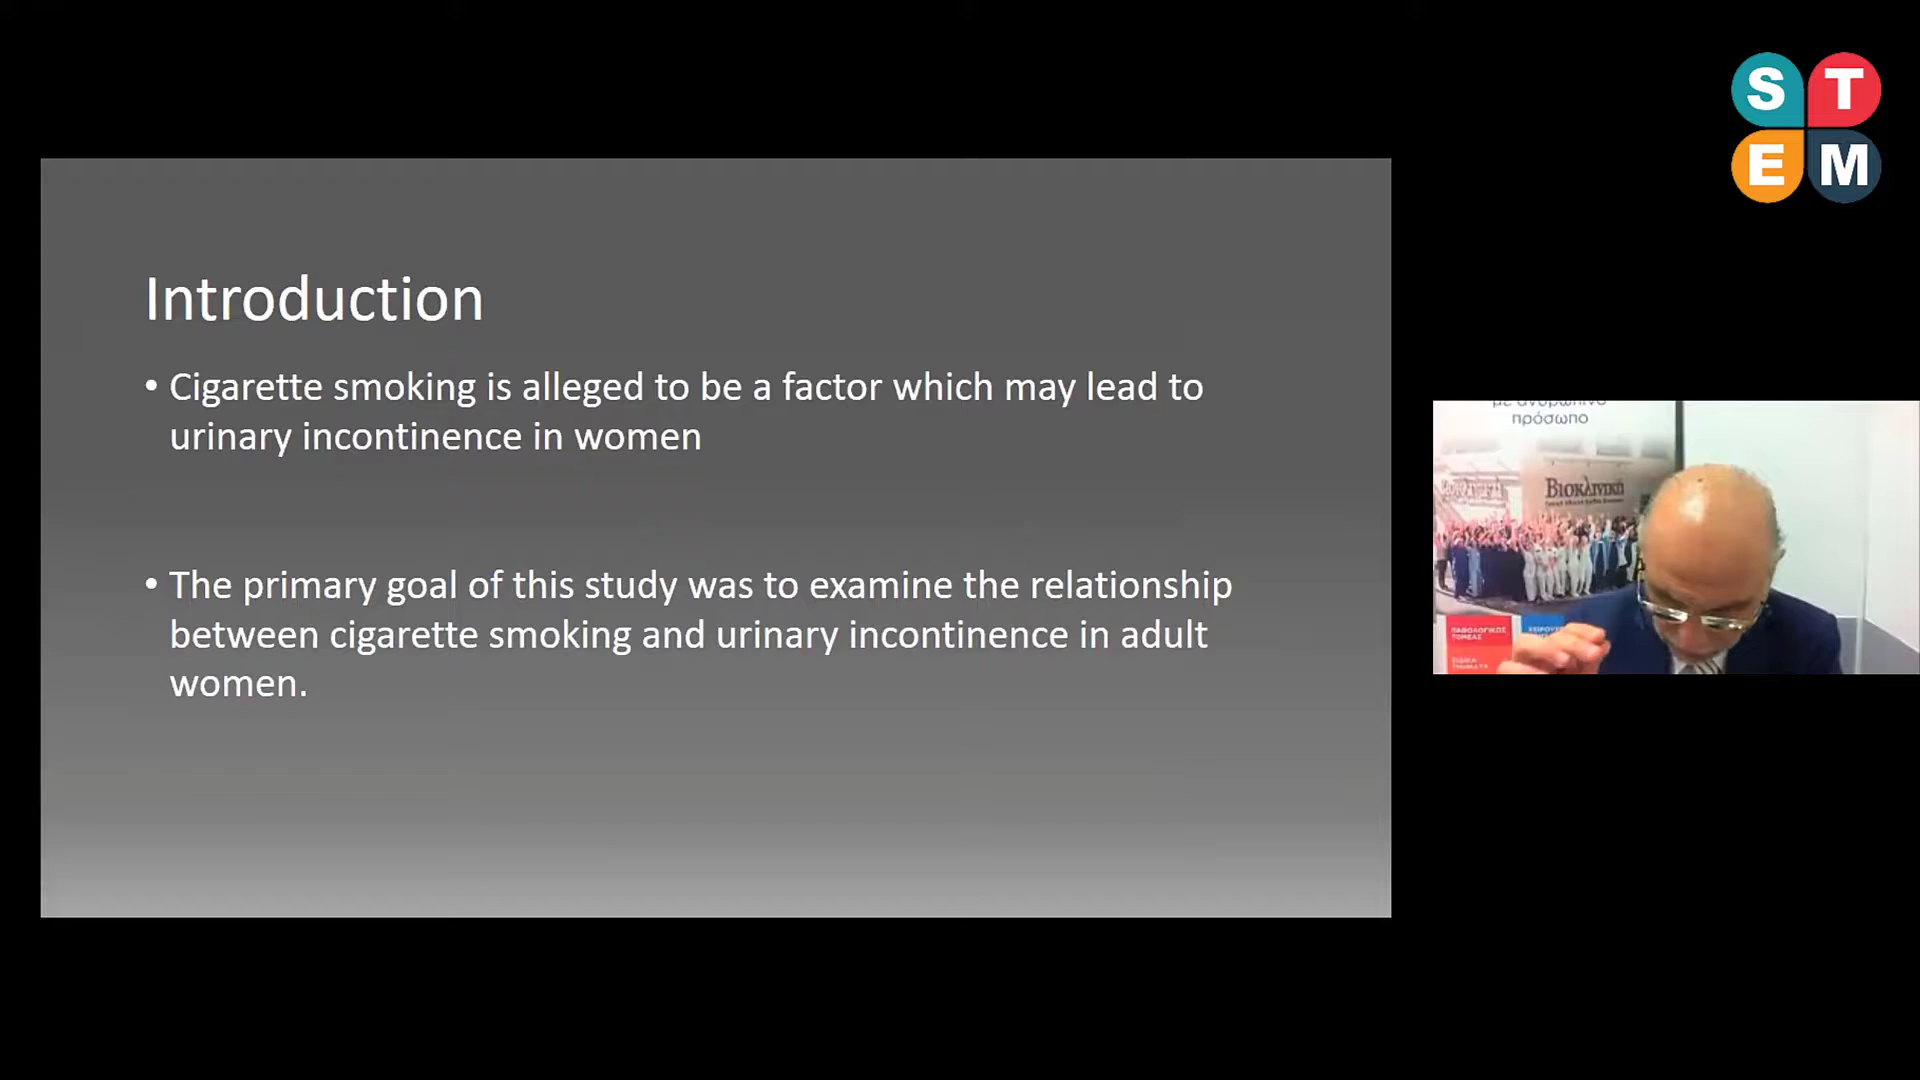 S T
E M
Introduction
• Cigarette smoking is alleged to be a factor which may lead to
urinary incontinence in women
• The primary goal of this study was to examine the relationship
between cigarette smoking and urinary incontinence in adult
women.
πρόσωπο
Βιοκλινική
ΠΑΘΟΛΟΓΙΚΟΣ
ΤΟΜΕΑΣ